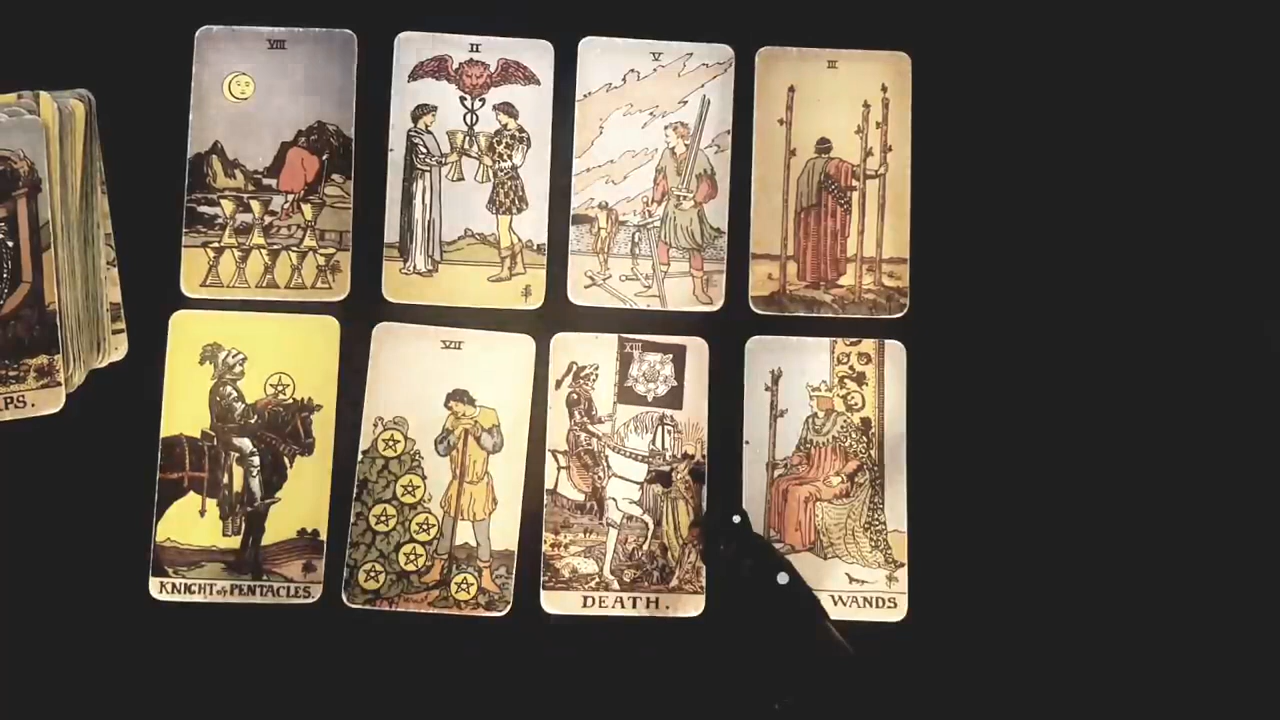 VIII
II
V
III
PS.
KNIGHT of PENTACLES.
VII
XIII
DEATH.
WANDS